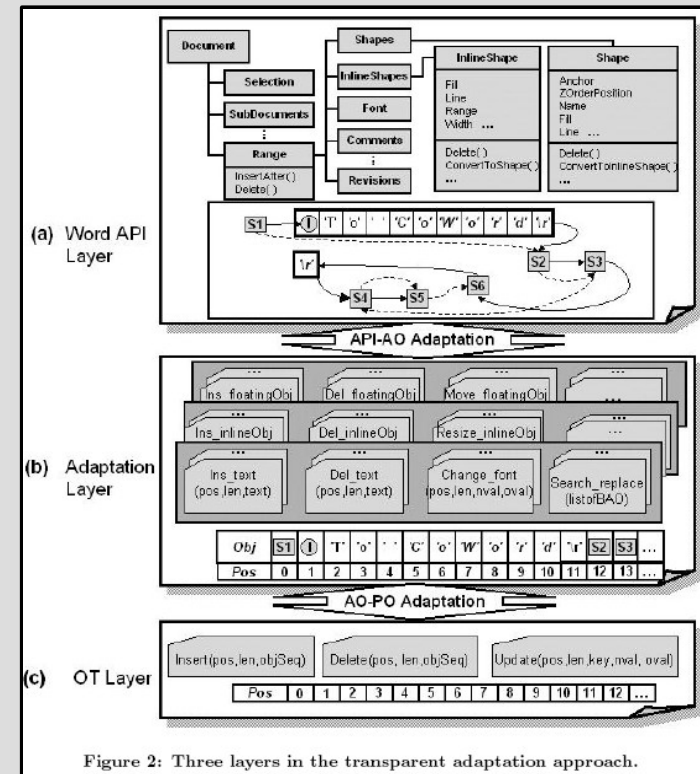 Document
Selection
SubDocuments
⋮
Range
InsertAfter( )
Delete( )
Shapes
InlineShapes
Font
Comments
⋮
Revisions
InlineShape
Fill
Line
Range
Width ...
Delete( )
ConvertToShape( )
...
Shape
Anchor
ZOrderPosition
Name
Fill
Line ...
Delete( )
ConvertToInlineShape( )
...
(a) Word API
Layer
S1 I 'T' 'o' ' ' 'C' 'o' 'W' 'o' 'r' 'd' '\r'
S2 S3
'\r'
S4 S5 S6
API-AO Adaptation
... ... ... ...
Ins_floatingObj Del_floatingObj Move_floatingObj ...
... ... ... ...
Ins_inlineObj Del_inlineObj Resize_inlineObj ...
... ... ... ...
Ins_text Del_text Change_font Search_replace
(pos,len,text) (pos,len,text) (pos,len,nval,oval) (listofBAO)
(b) Adaptation
Layer
Obj S1 I 'T' 'o' ' ' 'C' 'o' 'W' 'o' 'r' 'd' '\r' S2 S3 ...
Pos 0 1 2 3 4 5 6 7 8 9 10 11 12 13 ...
AO-PO Adaptation
(c) OT Layer
Insert(pos,len,objSeq) Delete(pos, len,objSeq) Update(pos,len,key,nval, oval)
Pos 0 1 2 3 4 5 6 7 8 9 10 11 12 ...
Figure 2: Three layers in the transparent adaptation approach.